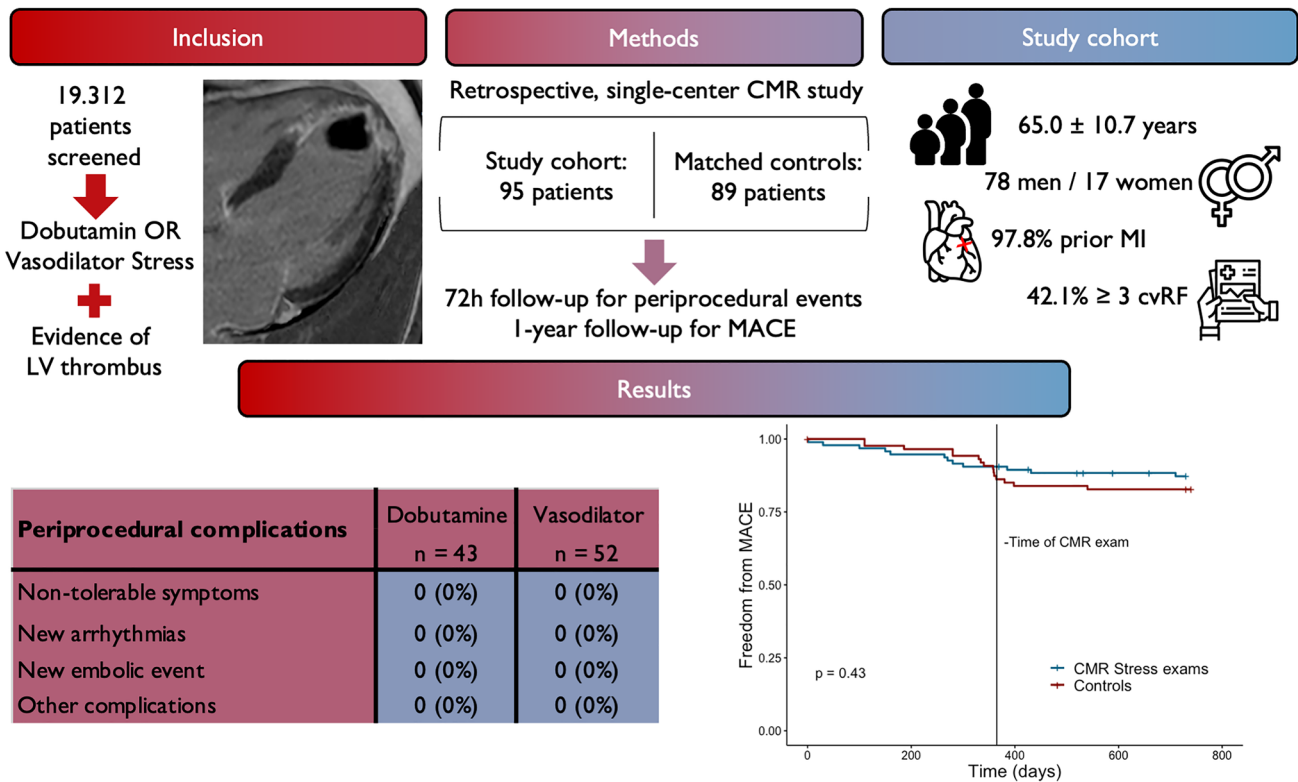 Inclusion
19.312
patients
screened
Dobutamin OR
Vasodilator Stress
Evidence of
LV thrombus
Methods
Retrospective, single-center CMR study
Study cohort:
95 patients
Matched controls:
89 patients
72h follow-up for periprocedural events
1-year follow-up for MACE
Study cohort
65.0 ± 10.7 years
78 men / 17 women
97.8% prior MI
42.1% ≥ 3 cvRF
Results
Periprocedural complications
Dobutamine
n = 43
Vasodilator
n = 52
Non-tolerable symptoms 0 (0%) 0 (0%)
New arrhythmias 0 (0%) 0 (0%)
New embolic event 0 (0%) 0 (0%)
Other complications 0 (0%) 0 (0%)
Freedom from MACE
1.00
0.75
0.50
0.25
0.00
-Time of CMR exam
p = 0.43
CMR Stress exams
Controls
0 200 400 600 800
Time (days)